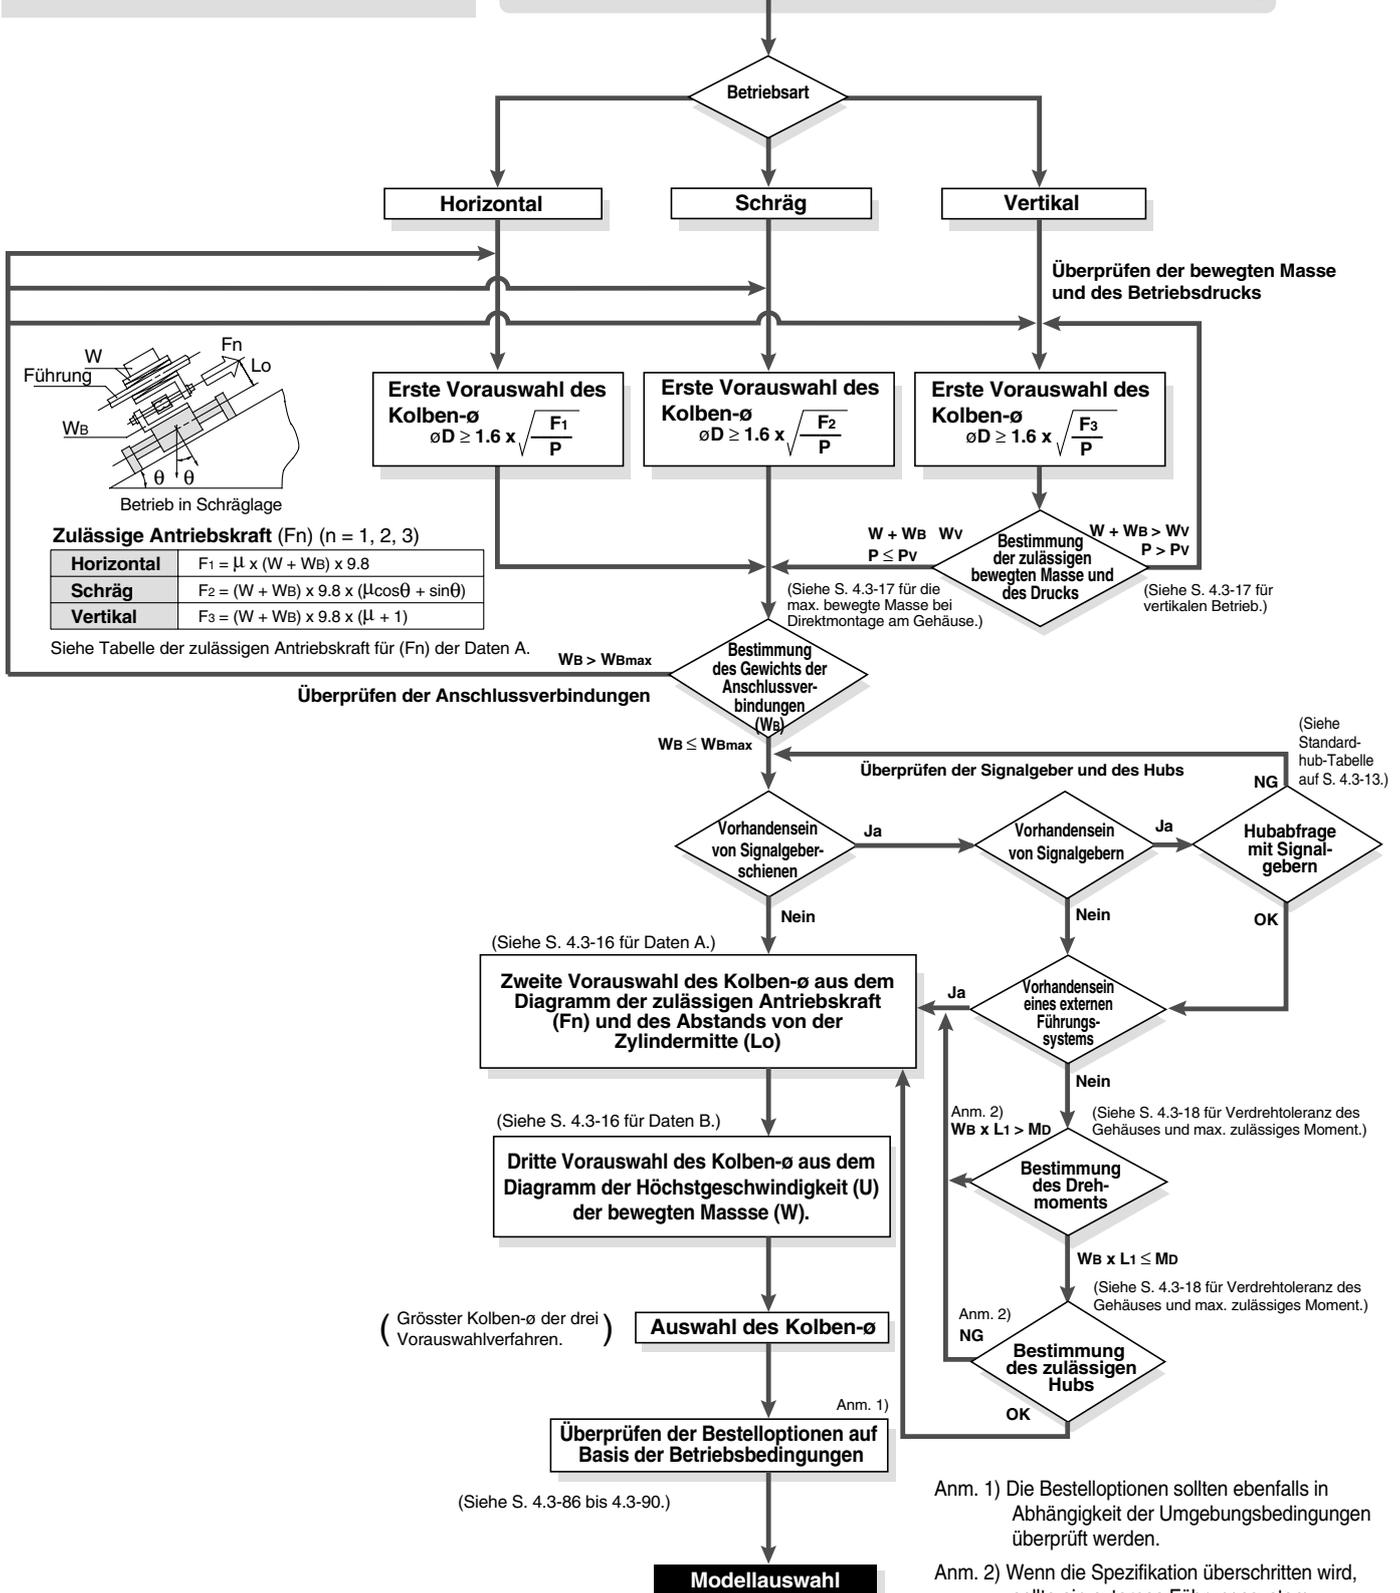 Betriebsart
Horizontal
Schräg
Vertikal
Überprüfen der bewegten Masse
und des Betriebsdrucks
W
Führung
WB
Fn
Lo
θ θ
Betrieb in Schräglage
Erste Vorauswahl des
Kolben-ø
øD ≥ 1.6 x √ F1
P
Erste Vorauswahl des
Kolben-ø
øD ≥ 1.6 x √ F2
P
Erste Vorauswahl des
Kolben-ø
øD ≥ 1.6 x √ F3
P
Zulässige Antriebskraft (Fn) (n = 1, 2, 3)
Horizontal F1 = μ x (W + WB) x 9.8
Schräg F2 = (W + WB) x 9.8 x (μcosθ + sinθ)
Vertikal F3 = (W + WB) x 9.8 x (μ + 1)
Siehe Tabelle der zulässigen Antriebskraft für (Fn) der Daten A.
W + WB WV
P ≤ PV
Bestimmung
der zulässigen
bewegten Masse und
des Drucks
W + WB > WV
P > PV
(Siehe S. 4.3-17 für die
max. bewegte Masse bei
Direktmontage am Gehäuse.)
(Siehe S. 4.3-17 für
vertikalen Betrieb.)
WB > WBmax
Überprüfen der Anschlussverbindungen
Bestimmung
des Gewichts der
Anschlussver-
bindungen
(WB)
WB ≤ WBmax
Überprüfen der Signalgeber und des Hubs
(Siehe
Standard-
hub-Tabelle
auf S. 4.3-13.)
NG
Vorhandensein
von Signalgeber-
schienen
Ja
Vorhandensein
von Signalgebern
Ja
Hubabfrage
mit Signal-
gebern
Nein
Nein
OK
(Siehe S. 4.3-16 für Daten A.)
Zweite Vorauswahl des Kolben-ø aus dem
Diagramm der zulässigen Antriebskraft
(Fn) und des Abstands von der
Zylindermitte (Lo)
Ja
Vorhandensein
eines externen
Führungs-
systems
Nein
(Siehe S. 4.3-16 für Daten B.)
Anm. 2)
WB x L1 > MD
(Siehe S. 4.3-18 für Verdrehtoleranz des
Gehäuses und max. zulässiges Moment.)
Dritte Vorauswahl des Kolben-ø aus dem
Diagramm der Höchstgeschwindigkeit (U)
der bewegten Massse (W).
Bestimmung
des Dreh-
moments
WB x L1 ≤ MD
(Siehe S. 4.3-18 für Verdrehtoleranz des
Gehäuses und max. zulässiges Moment.)
( Grösster Kolben-ø der drei
Vorauswahlverfahren. )
Auswahl des Kolben-ø
Anm. 2)
NG
Bestimmung
des zulässigen
Hubs
OK
Anm. 1)
Überprüfen der Bestelloptionen auf
Basis der Betriebsbedingungen
(Siehe S. 4.3-86 bis 4.3-90.)
Modellauswahl
Anm. 1) Die Bestelloptionen sollten ebenfalls in
Abhängigkeit der Umgebungsbedingungen
überprüft werden.
Anm. 2) Wenn die Spezifikation überschritten wird,